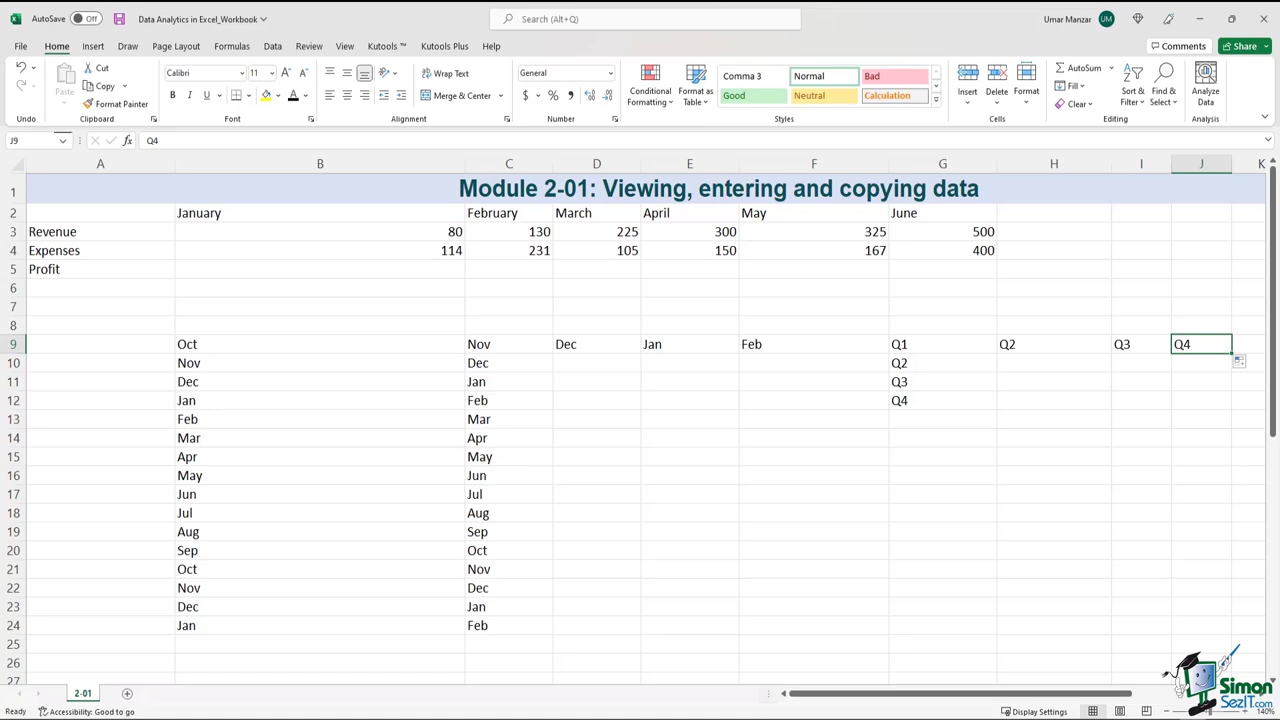 AutoSave Off Data Analytics in Excel_Workbook Search (Alt+Q) Umar Manzar UM
File Home Insert Draw Page Layout Formulas Data Review View Kutools ™ Kutools Plus Help Comments Share
Cut
Copy
Format Painter
Paste
Calibri 11
B I U A
Wrap Text
Merge & Center
General
$ % 9
Conditional Formatting
Format as Table
Comma 3 Normal Bad
Good Neutral Calculation
Insert Delete Format
AutoSum
Fill
Clear
Sort & Filter
Find & Select
Analyze Data
Undo Clipboard Font Alignment Number Styles Cells Editing Analysis
J9 fx Q4
A B C D E F G H I J K
1 Module 2-01: Viewing, entering and copying data
2 January February March April May June
3 Revenue 80 130 225 300 325 500
4 Expenses 114 231 105 150 167 400
5 Profit
6
7
8
9 Oct Nov Dec Jan Feb Q1 Q2 Q3 Q4
10 Nov Dec Q2
11 Dec Jan Q3
12 Jan Feb Q4
13 Feb Mar
14 Mar Apr
15 Apr May
16 May Jun
17 Jun Jul
18 Jul Aug
19 Aug Sep
20 Sep Oct
21 Oct Nov
22 Nov Dec
23 Dec Jan
24 Jan Feb
25
26
27
2-01
Ready Accessibility: Good to go Display Settings 140%
Simon SezIT.com